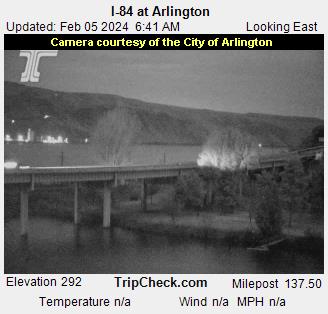 I-84 at Arlington
Updated: Feb 05 2024 6:41 AM Looking East
Camera courtesy of the City of Arlington
Elevation 292 TripCheck.com Milepost 137.50
Temperature n/a Wind n/a MPH n/a